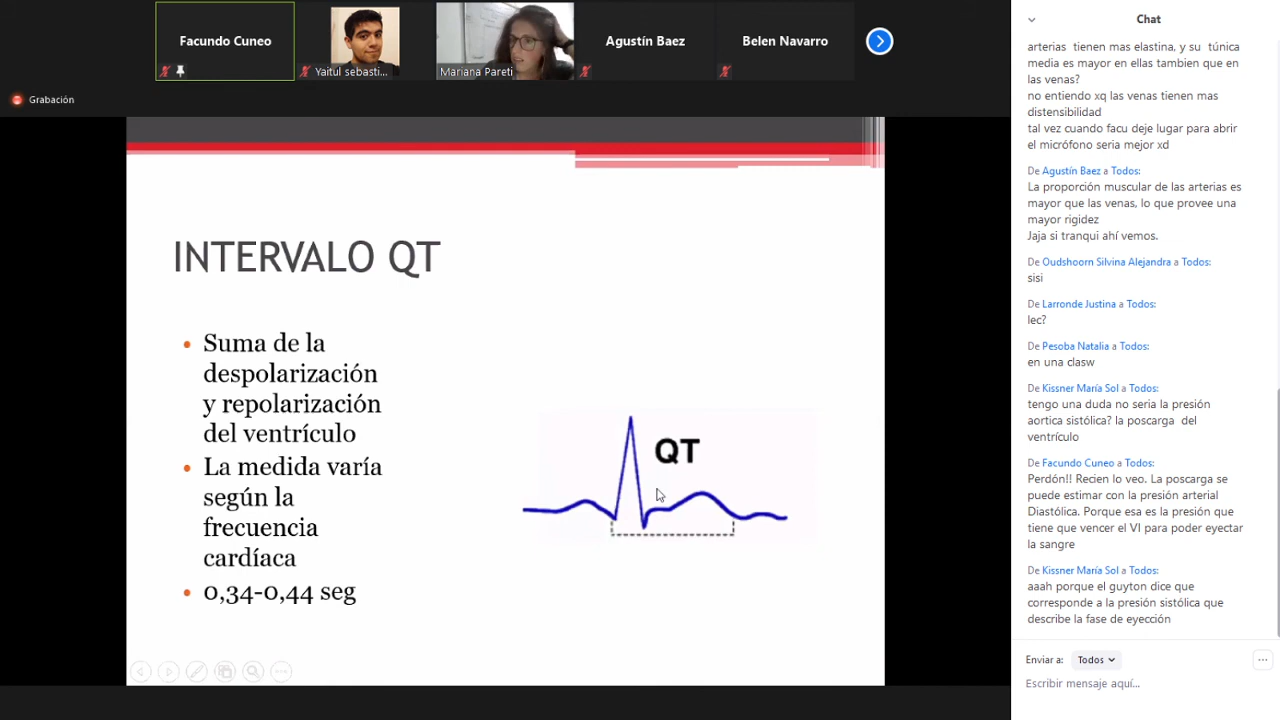 Facundo Cuneo
Yaitul sebasti...
Mariana Pareti
Agustín Baez
Belen Navarro
Grabación
INTERVALO QT
• Suma de la
despolarización
y repolarización
del ventrículo
• La medida varía
según la
frecuencia
cardíaca
• 0,34-0,44 seg
QT
Chat
arterias tienen mas elastina, y su túnica
media es mayor en ellas tambien que en
las venas?
no entiendo xq las venas tienen mas
distensibilidad
tal vez cuando facu deje lugar para abrir
el micrófono seria mejor xd
De Agustín Baez a Todos:
La proporción muscular de las arterias es
mayor que las venas, lo que provee una
mayor rigidez
Jaja si tranqui ahí vemos.
De Oudshoorn Silvina Alejandra a Todos:
sisi
De Larronde Justina a Todos:
lec?
De Pesoba Natalia a Todos:
en una clasw
De Kissner María Sol a Todos:
tengo una duda no seria la presión
aortica sistólica? la poscarga del
ventrículo
De Facundo Cuneo a Todos:
Perdón!! Recien lo veo. La poscarga se
puede estimar con la presión arterial
Diastólica. Porque esa es la presión que
tiene que vencer el VI para poder eyectar
la sangre
De Kissner María Sol a Todos:
aaah porque el guyton dice que
corresponde a la presión sistólica que
describe la fase de eyección
Enviar a: Todos
Escribir mensaje aquí...